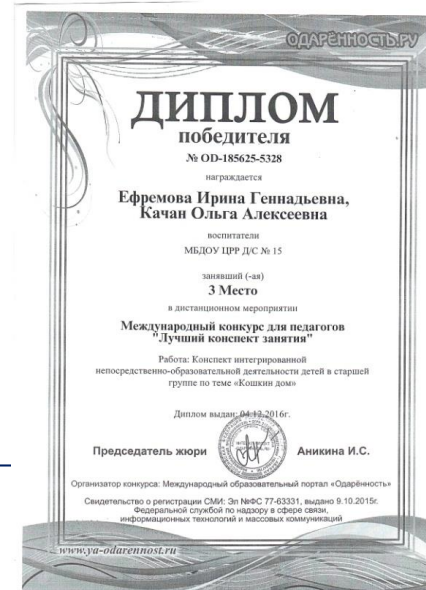 ОДАРЁННОСТЬ.РУ
ДИПЛОМ
победителя
№ OD-185625-5328
награждается
Ефремова Ирина Геннадьевна,
Качан Ольга Алексеевна
воспитатели
МБДОУ ЦРР Д/С № 15
занявший (-ая)
3 Место
в дистанционном мероприятии
Международный конкурс для педагогов
"Лучший конспект занятия"
Работа: Конспект интегрированной
непосредственно-образовательной деятельности детей в старшей
группе по теме «Кошкин дом»
Диплом выдан: 04.12.2016г.
Председатель жюри Аникина И.С.
Организатор конкурса: Международный образовательный портал «Одарённость»
Свидетельство о регистрации СМИ: Эл №ФС 77-63331, выдано 9.10.2015г.
Федеральной службой по надзору в сфере связи,
информационных технологий и массовых коммуникаций
www.ya-odarennost.ru